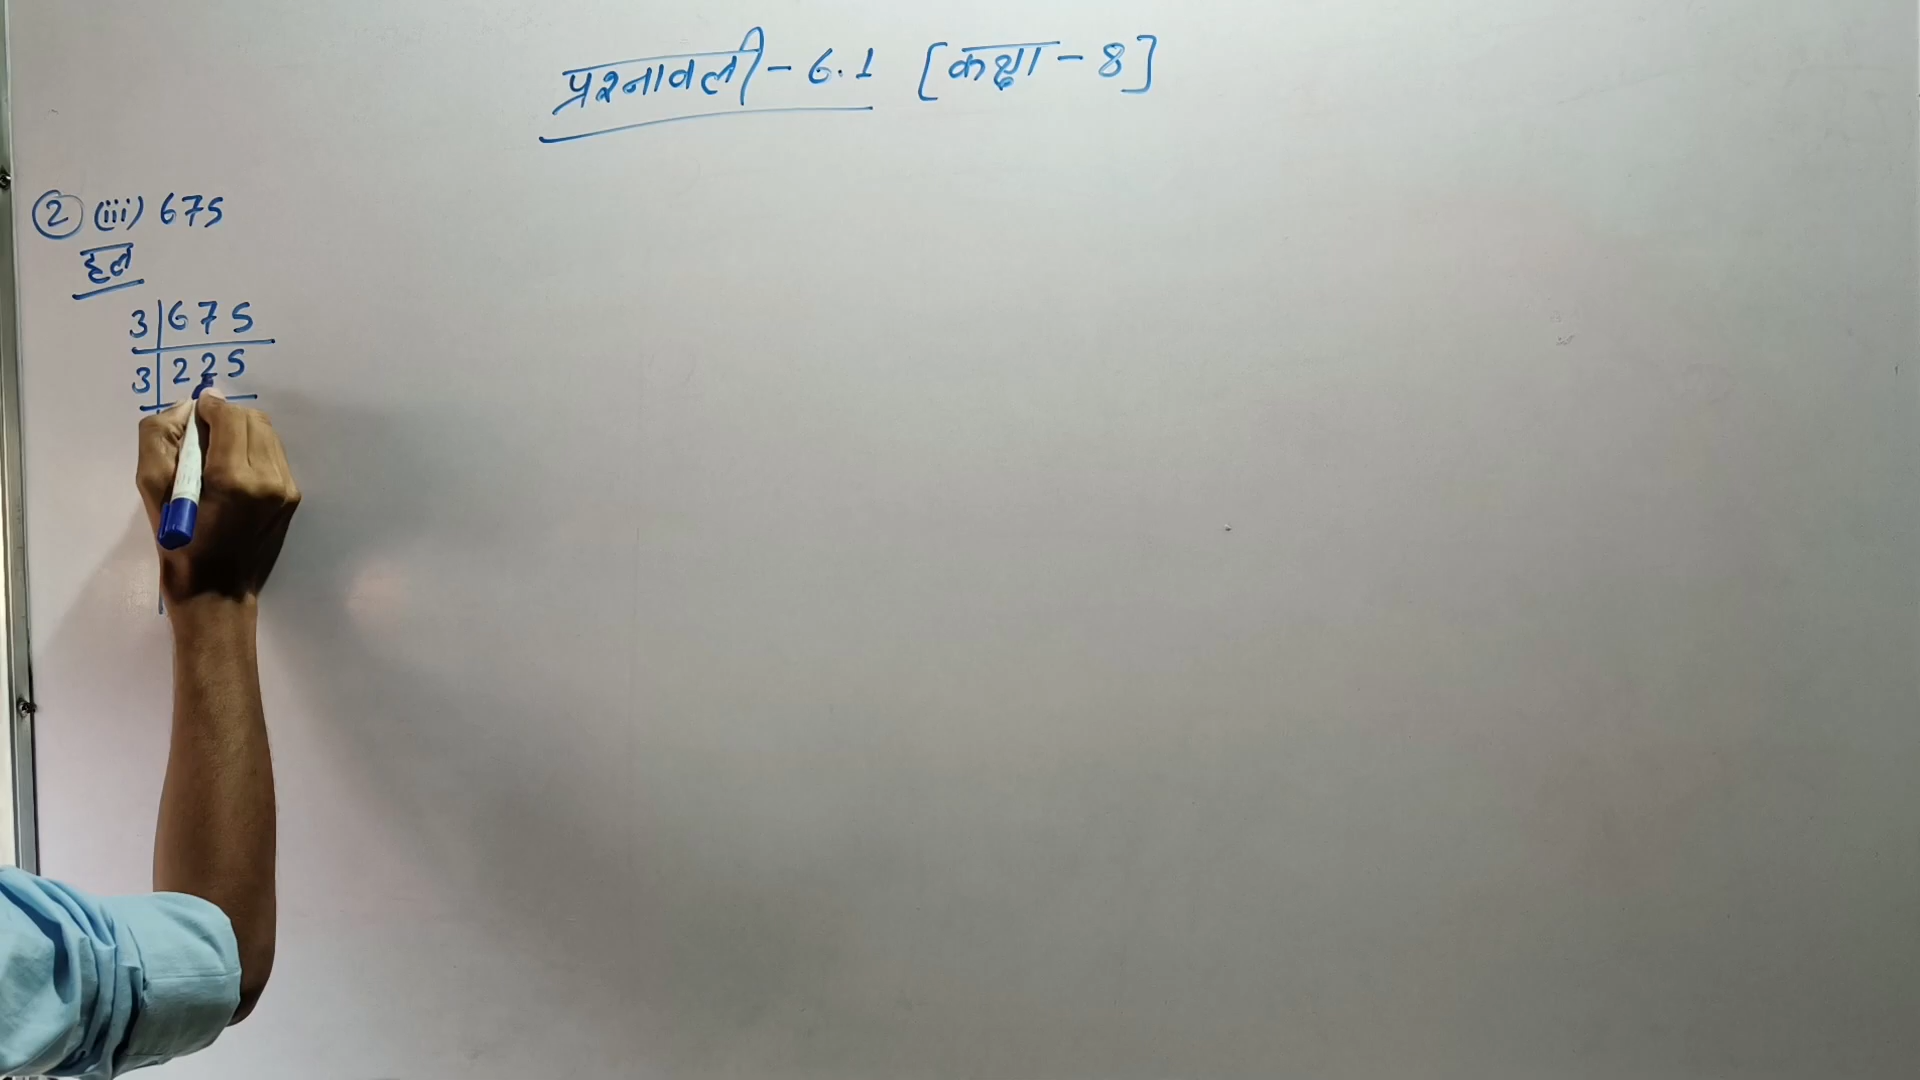 प्रश्नावली - 6.1 [कक्षा - 8]
2 (iii) 675
हल
3 | 675
3 | 225